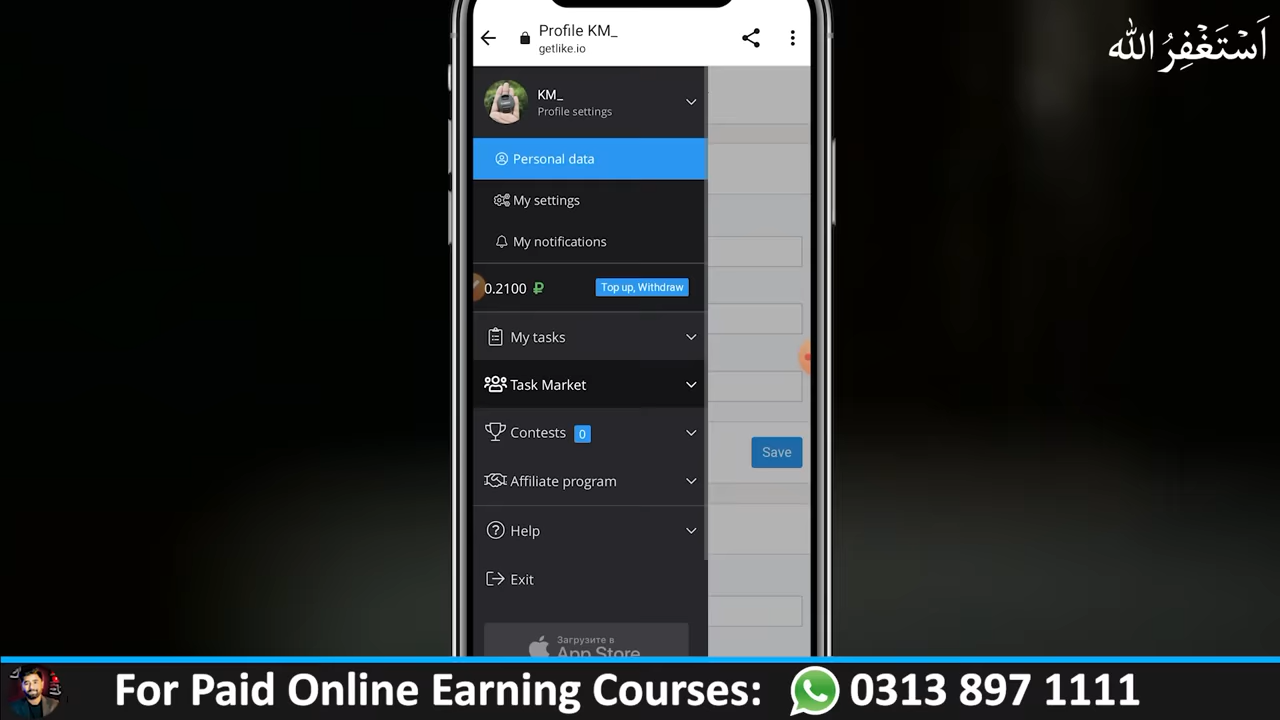 Profile KM_
getlike.io
اَسْتَغْفِرُ الله
KM_
Profile settings
Personal data
My settings
My notifications
0.2100 ₽
Top up, Withdraw
My tasks
Task Market
Contests 0
Affiliate program
Save
Help
Exit
Загрузите в
App Store
For Paid Online Earning Courses: 0313 897 1111